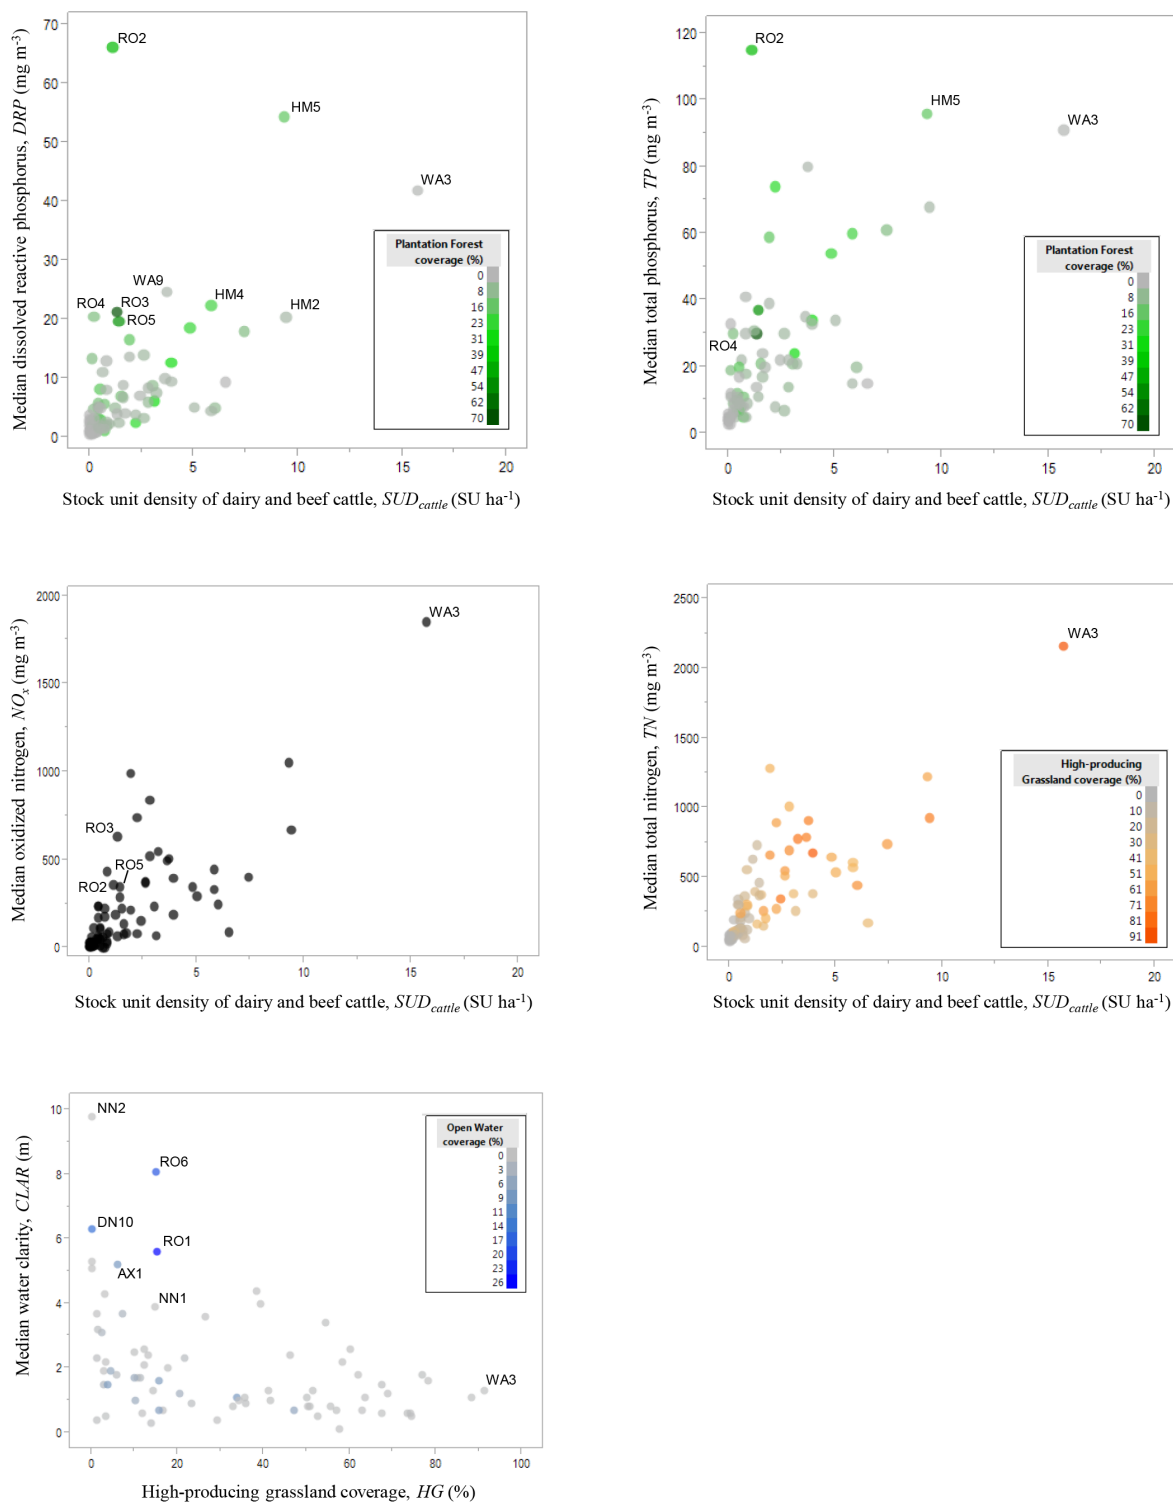 Median dissolved reactive phosphorus, DRP (mg m-3)
70
60
50
40
30
20
10
0
RO2
HM5
WA3
WA9
HM4
HM2
RO4
RO3
RO5
Plantation Forest
coverage (%)
0
8
16
23
31
39
47
54
62
70
0 5 10 15 20
Stock unit density of dairy and beef cattle, SUDcattle (SU ha-1)
Median total phosphorus, TP (mg m-3)
120
100
80
60
40
20
0
RO2
HM5
WA3
RO4
Plantation Forest
coverage (%)
0
8
16
23
31
39
47
54
62
70
0 5 10 15 20
Stock unit density of dairy and beef cattle, SUDcattle (SU ha-1)
Median oxidized nitrogen, NOx (mg m-3)
2000
1500
1000
500
0
WA3
RO3
RO5
RO2
0 5 10 15 20
Stock unit density of dairy and beef cattle, SUDcattle (SU ha-1)
Median total nitrogen, TN (mg m-3)
2500
2000
1500
1000
500
0
WA3
High-producing
Grassland coverage (%)
0
10
20
30
41
51
61
71
81
91
0 5 10 15 20
Stock unit density of dairy and beef cattle, SUDcattle (SU ha-1)
Median water clarity, CLAR (m)
10
8
6
4
2
0
NN2
RO6
DN10
RO1
AX1
NN1
WA3
Open Water
coverage (%)
0
3
6
9
11
14
17
20
23
26
0 20 40 60 80 100
High-producing grassland coverage, HG (%)